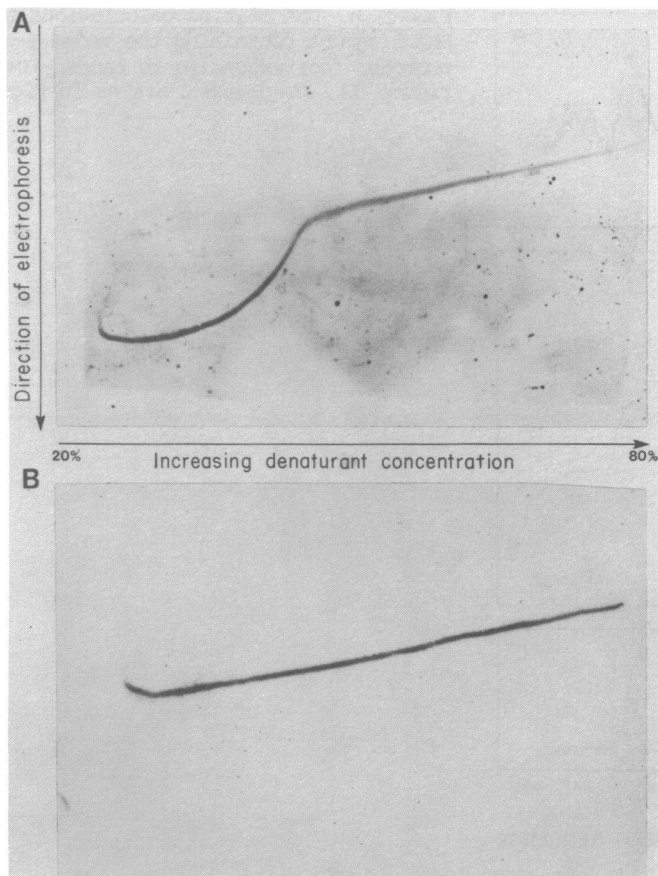 A
Direction of electrophoresis
20%
Increasing denaturant concentration
80%
B